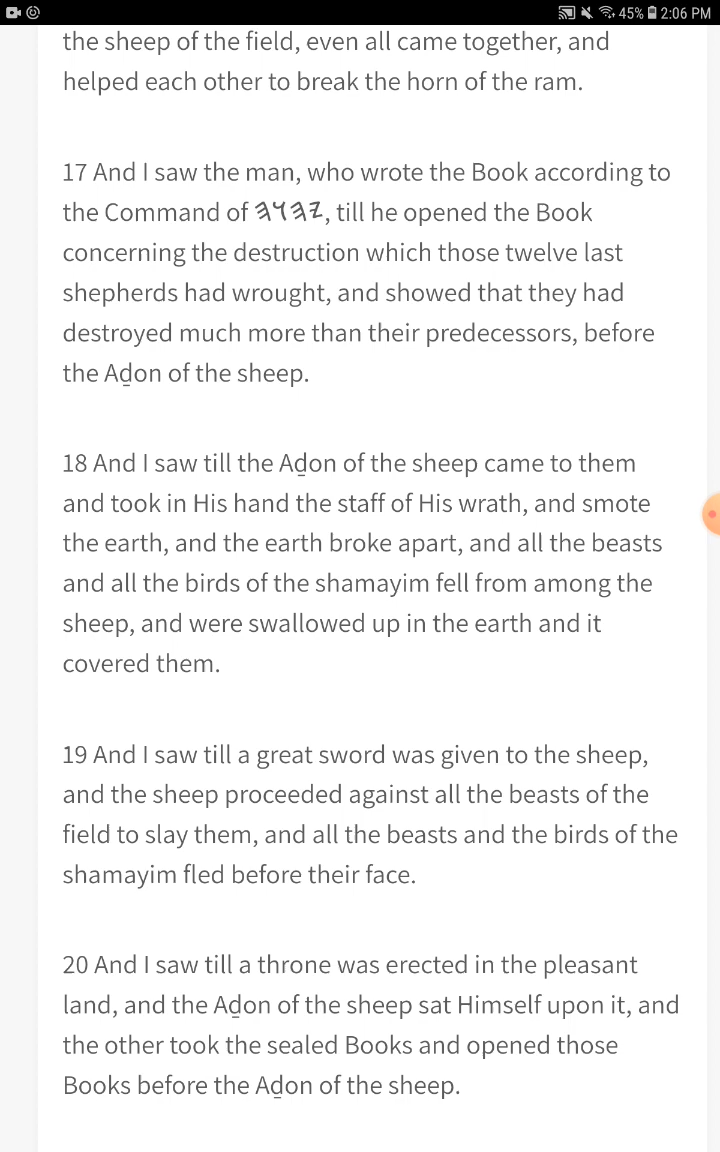 45% 2:06 PM
the sheep of the field, even all came together, and
helped each other to break the horn of the ram.
17 And I saw the man, who wrote the Book according to
the Command of 𐤉𐤄𐤅𐤄, till he opened the Book
concerning the destruction which those twelve last
shepherds had wrought, and showed that they had
destroyed much more than their predecessors, before
the Aḏon of the sheep.
18 And I saw till the Aḏon of the sheep came to them
and took in His hand the staff of His wrath, and smote
the earth, and the earth broke apart, and all the beasts
and all the birds of the shamayim fell from among the
sheep, and were swallowed up in the earth and it
covered them.
19 And I saw till a great sword was given to the sheep,
and the sheep proceeded against all the beasts of the
field to slay them, and all the beasts and the birds of the
shamayim fled before their face.
20 And I saw till a throne was erected in the pleasant
land, and the Aḏon of the sheep sat Himself upon it, and
the other took the sealed Books and opened those
Books before the Aḏon of the sheep.